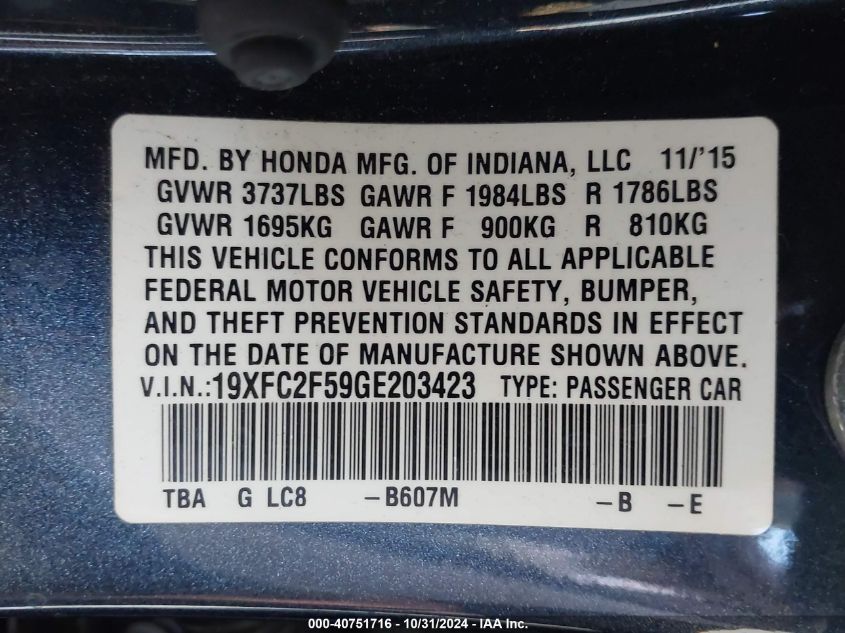 MFD. BY HONDA MFG. OF INDIANA, LLC 11/'15
GVWR 3737LBS GAWR F 1984LBS R 1786LBS
GVWR 1695KG GAWR F 900KG R 810KG
THIS VEHICLE CONFORMS TO ALL APPLICABLE
FEDERAL MOTOR VEHICLE SAFETY, BUMPER,
AND THEFT PREVENTION STANDARDS IN EFFECT
ON THE DATE OF MANUFACTURE SHOWN ABOVE.
V.I.N.:19XFC2F59GE203423 TYPE: PASSENGER CAR
TBA G LC8 -B607M -B -E
000-40751716 - 10/31/2024 - IAA Inc.